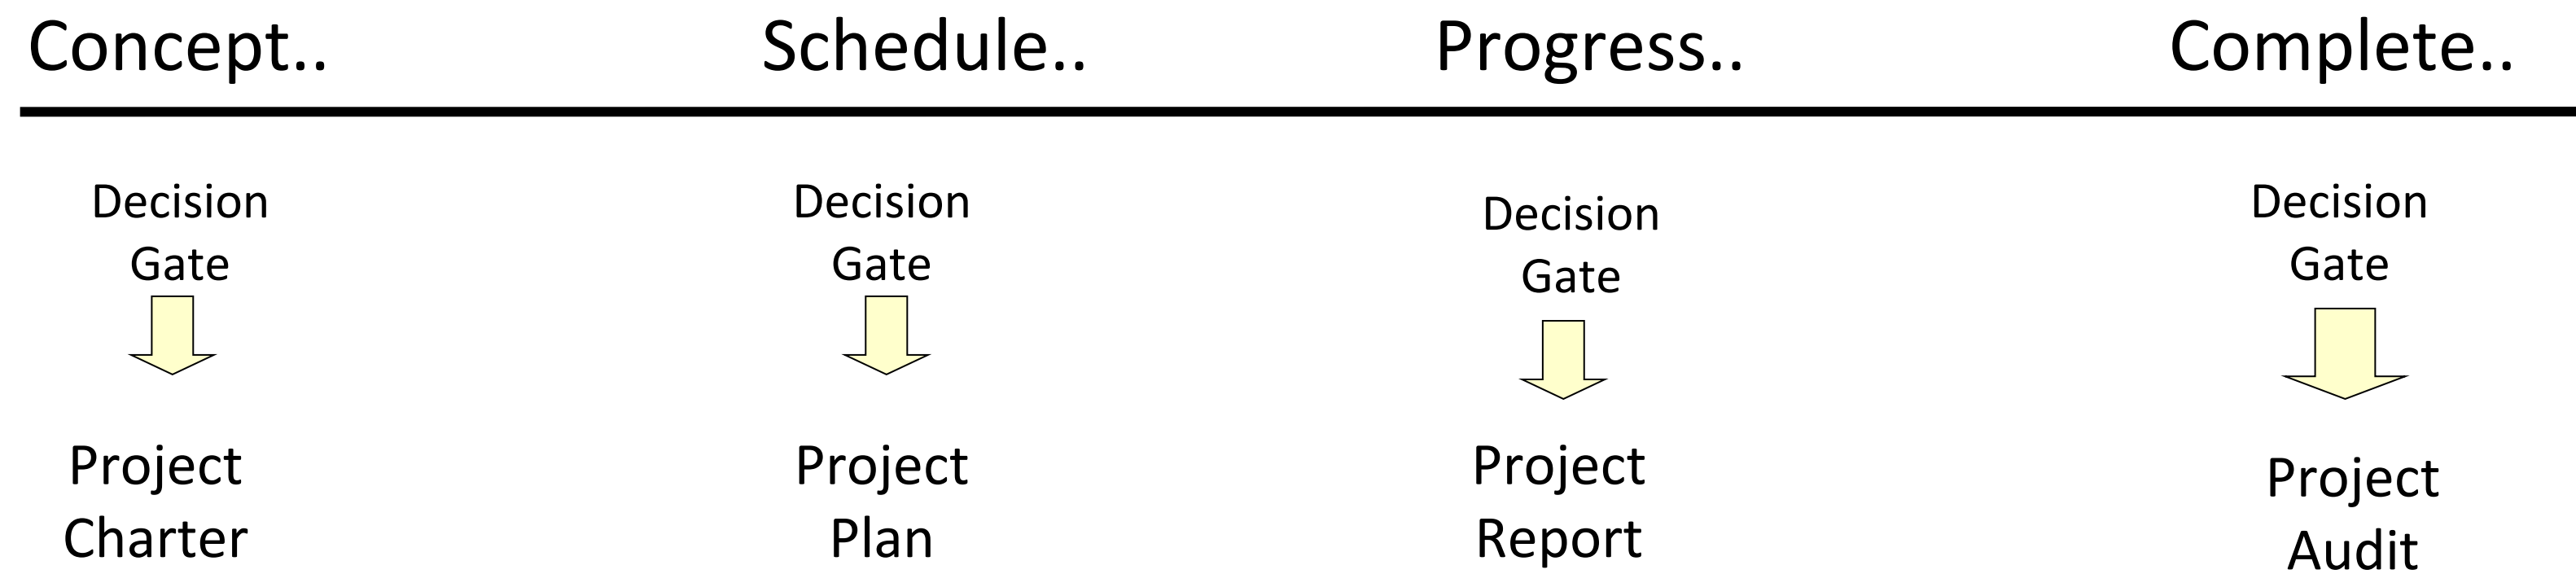 Concept..
Schedule..
Progress..
Complete..
Decision
Gate
Decision
Gate
Decision
Gate
Decision
Gate
Project
Charter
Project
Plan
Project
Report
Project
Audit